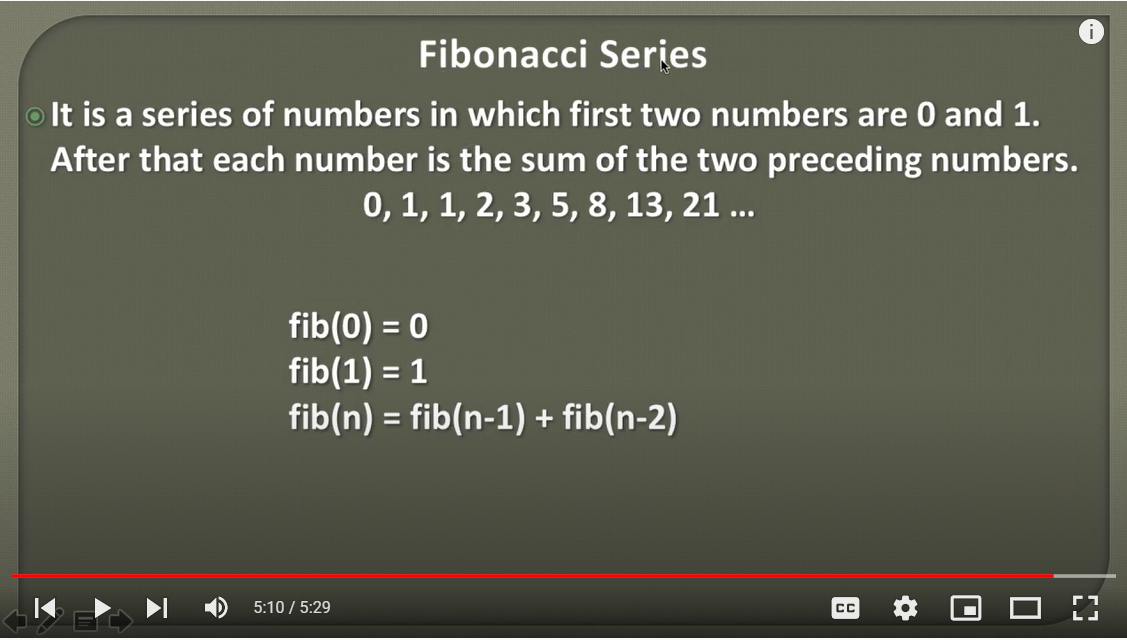 Fibonacci Series
It is a series of numbers in which first two numbers are 0 and 1.
After that each number is the sum of the two preceding numbers.
0, 1, 1, 2, 3, 5, 8, 13, 21 ...
fib(0) = 0
fib(1) = 1
fib(n) = fib(n-1) + fib(n-2)
5:10 / 5:29
CC